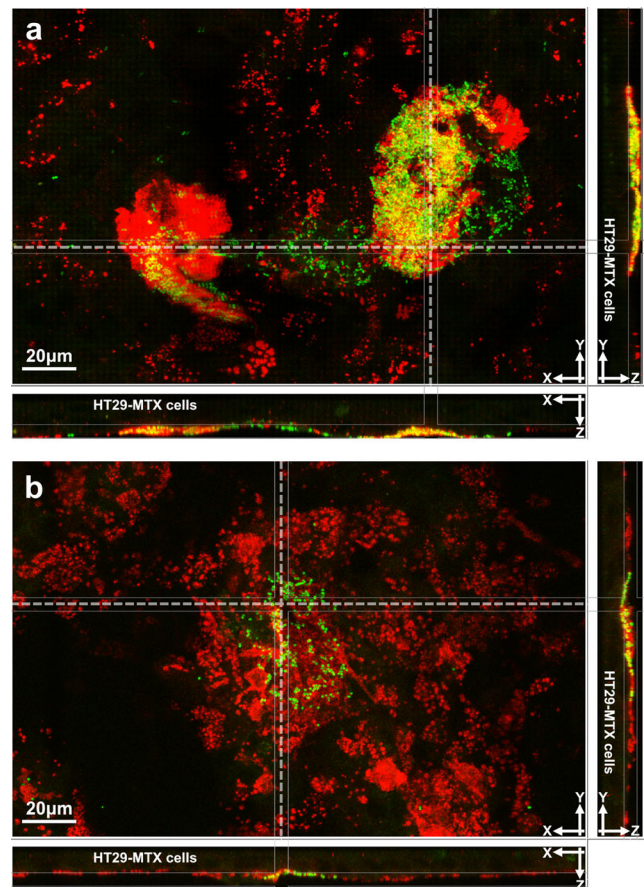 a
HT29-MTX cells
20µm
X
Y
Y
Z
HT29-MTX cells
X
Z
b
HT29-MTX cells
20µm
X
Y
Y
Z
HT29-MTX cells
X
Z